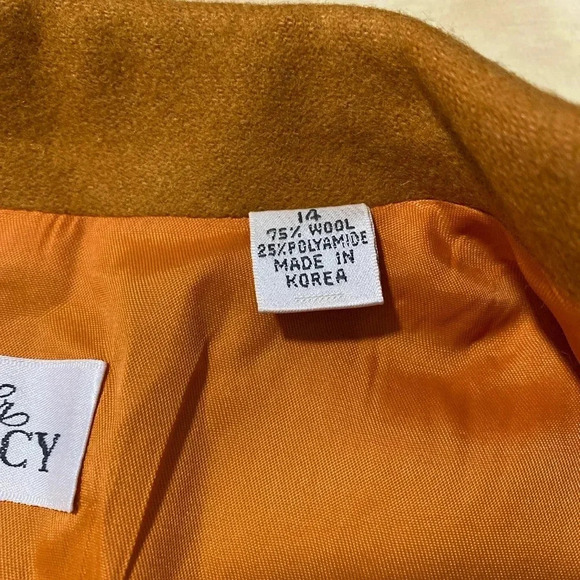 14
75% WOOL
25% POLYAMIDE
MADE IN
KOREA
CY